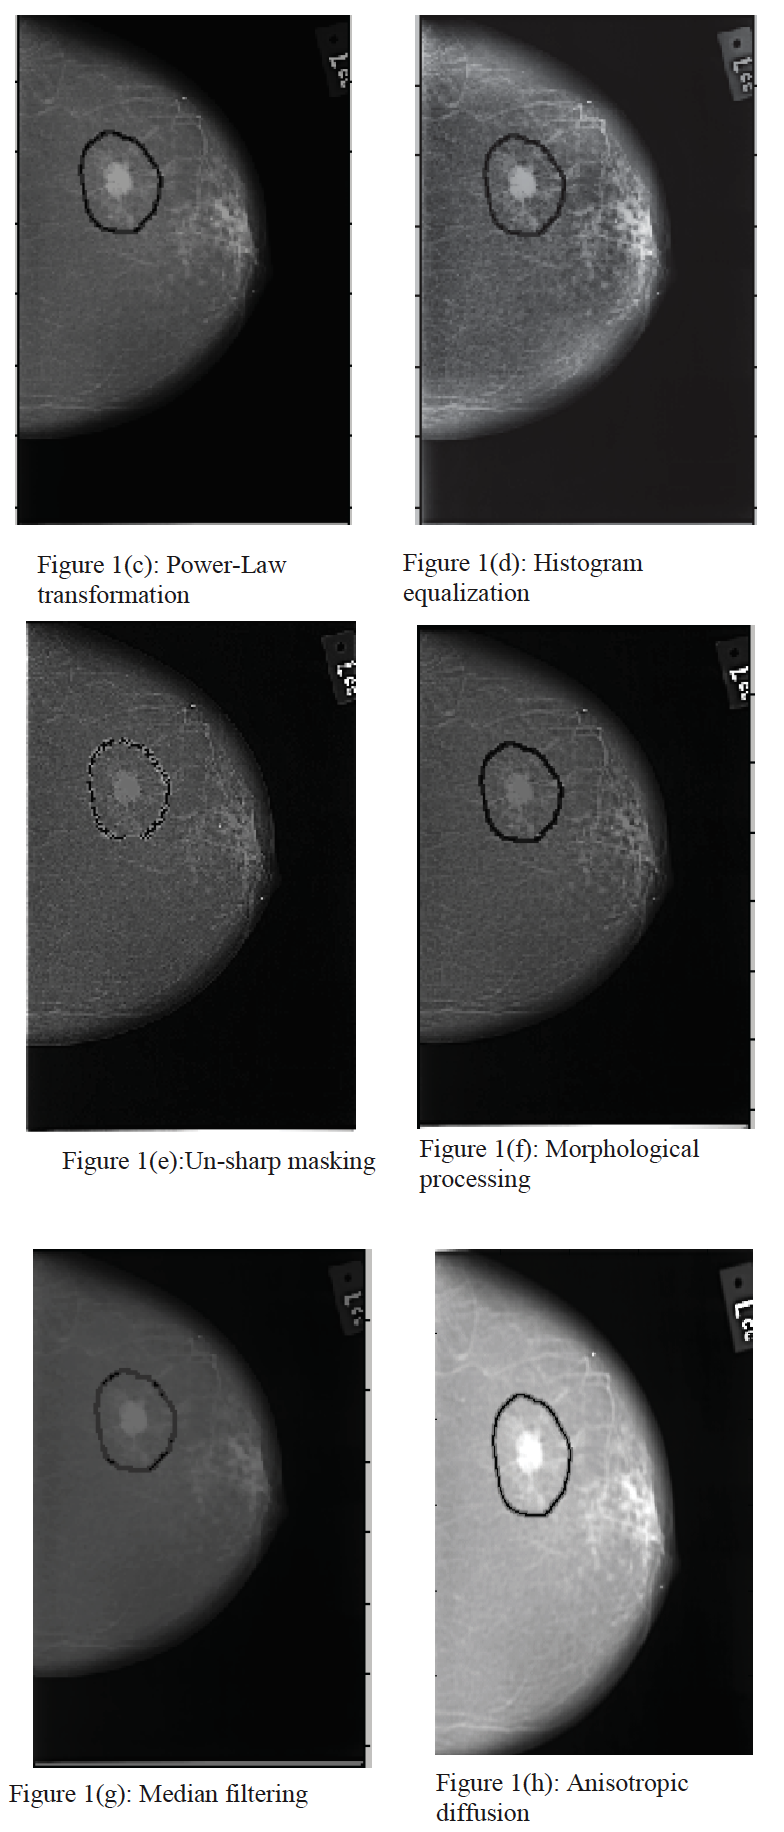 Figure 1(c): Power-Law
transformation
Figure 1(d): Histogram
equalization
Figure 1(e):Un-sharp masking
Figure 1(f): Morphological
processing
Figure 1(g): Median filtering
Figure 1(h): Anisotropic
diffusion